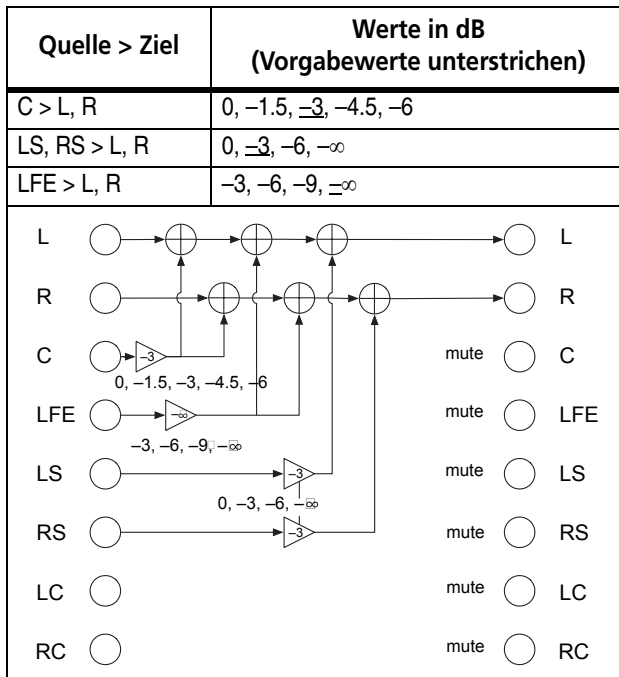 Quelle > Ziel
Werte in dB
(Vorgabewerte unterstrichen)
C > L, R
0, –1.5, –3, –4.5, –6
LS, RS > L, R
0, –3, –6, –∞
LFE > L, R
–3, –6, –9, –∞
L
L
R
R
C
–3
mute
C
0, –1.5, –3, –4.5, –6
LFE
–∞
mute
LFE
–3, –6, –9, –∞
LS
–3
mute
LS
0, –3, –6, –∞
RS
–3
mute
RS
LC
mute
LC
RC
mute
RC